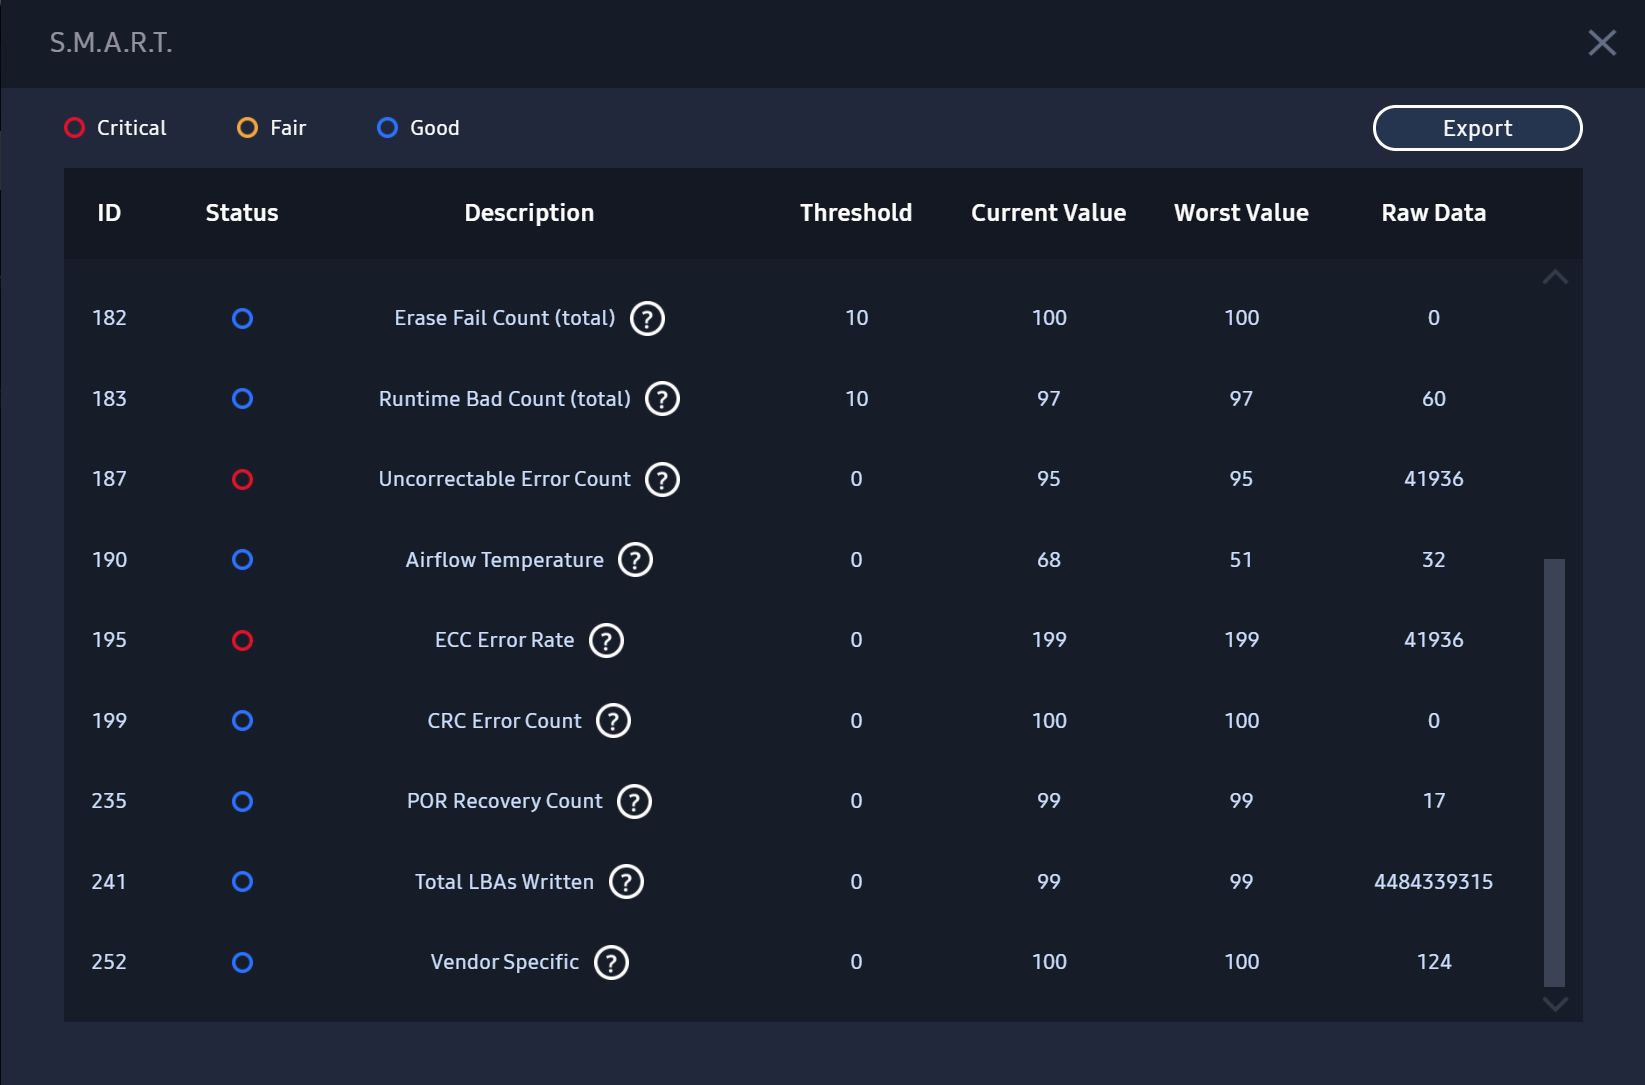 S.M.A.R.T.
Critical Fair Good Export
ID Status Description Threshold Current Value Worst Value Raw Data
182 Erase Fail Count (total) ? 10 100 100 0
183 Runtime Bad Count (total) ? 10 97 97 60
187 Uncorrectable Error Count ? 0 95 95 41936
190 Airflow Temperature ? 0 68 51 32
195 ECC Error Rate ? 0 199 199 41936
199 CRC Error Count ? 0 100 100 0
235 POR Recovery Count ? 0 99 99 17
241 Total LBAs Written ? 0 99 99 4484339315
252 Vendor Specific ? 0 100 100 124